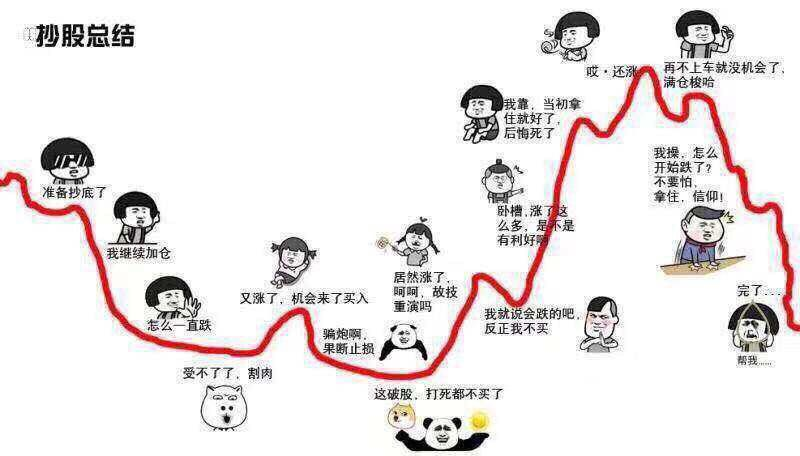 抄股总结
准备抄底了
我继续加仓
怎么一直跌
受不了了，割肉
又涨了，机会来了买入
骗炮啊，
果断止损
这破股，打死都不买了
居然涨了，
呵呵，故技
重演吗
我就说会跌的吧，
反正我不买
卧槽，涨了这
么多，是不是
有利好啊
我靠，当初拿
住就好了，
后悔死了
哎·还涨
再不上车就没机会了，
满仓梭哈
我操，怎么
开始跌了？
不要怕，
拿住，信仰！
完了...
帮我......